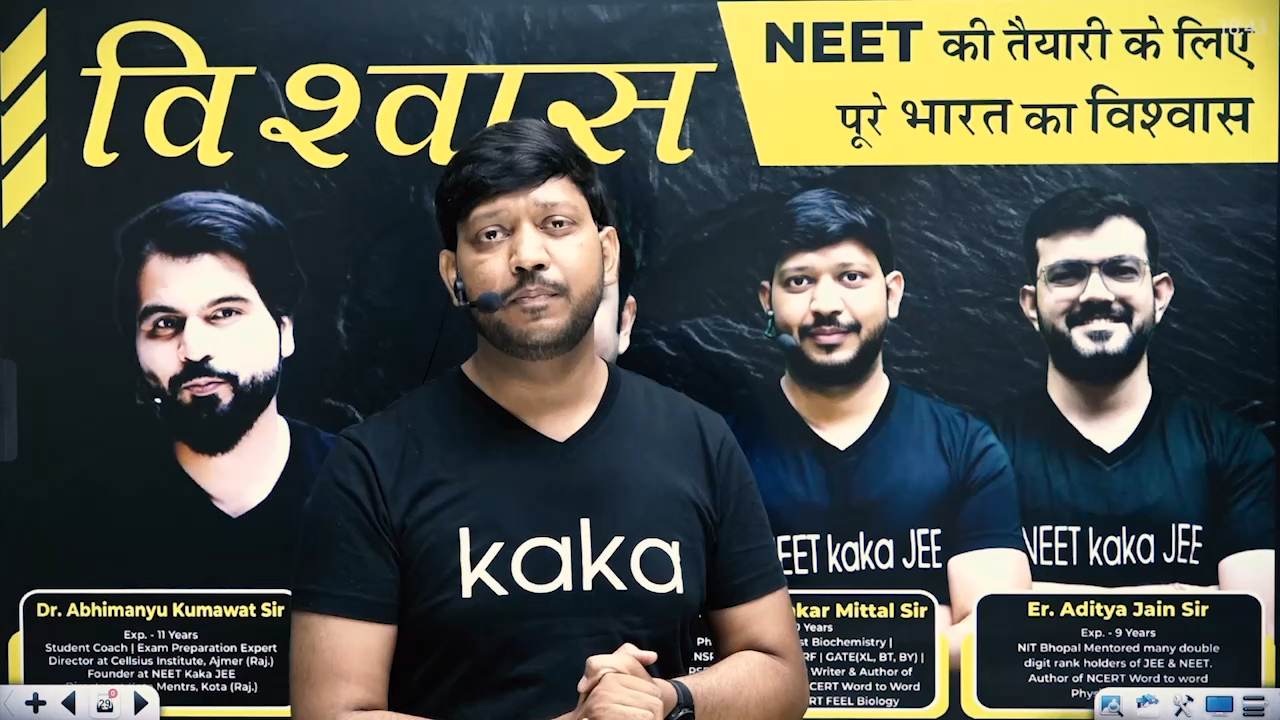 विश्वास
NEET की तैयारी के लिए
पूरे भारत का विश्वास
kaka
NEET kaka JEE
NEET kaka JEE
Dr. Abhimanyu Kumawat Sir
Exp. - 11 Years
Student Coach | Exam Preparation Expert
Director at Cellsius Institute, Ajmer (Raj.)
Founder at NEET Kaka JEE
Mentrs, Kota (Raj.)
Mittal Sir
Years
Biochemistry |
| GATE(XL, BT, BY) |
Writer & Author of
Word to Word
FEEL Biology
Er. Aditya Jain Sir
Exp. - 9 Years
NIT Bhopal Mentored many double
digit rank holders of JEE & NEET.
Author of NCERT Word to word
29